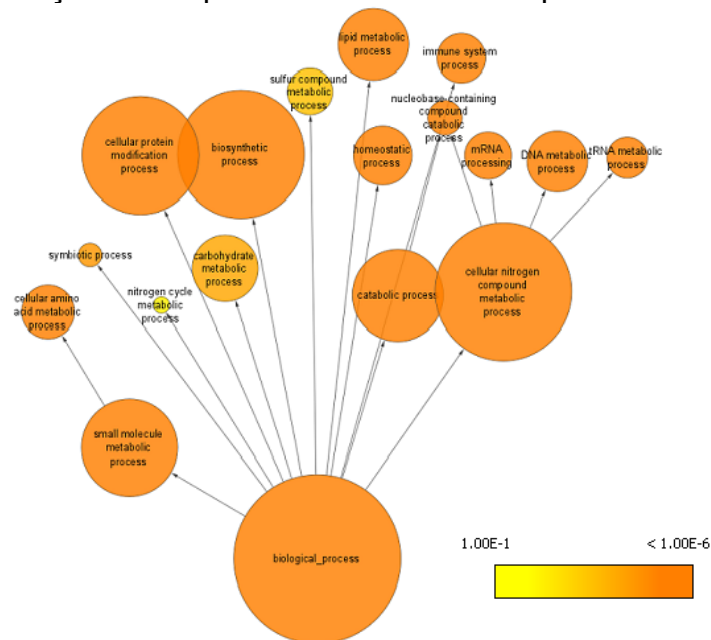 lipid metabolic
process
immune system
process
sulfur compound
metabolic
process
nucleobase-containing
compound
catabolic
process
cellular protein
modification
process
biosynthetic
process
homeostatic
process
mRNA
processing
DNA metabolic
process
tRNA metabolic
process
symbiotic process
carbohydrate
metabolic
process
cellular nitrogen
compound
metabolic
process
catabolic process
nitrogen cycle
metabolic
process
cellular amino
acid metabolic
process
small molecule
metabolic
process
biological_process
1.00E-1
< 1.00E-6